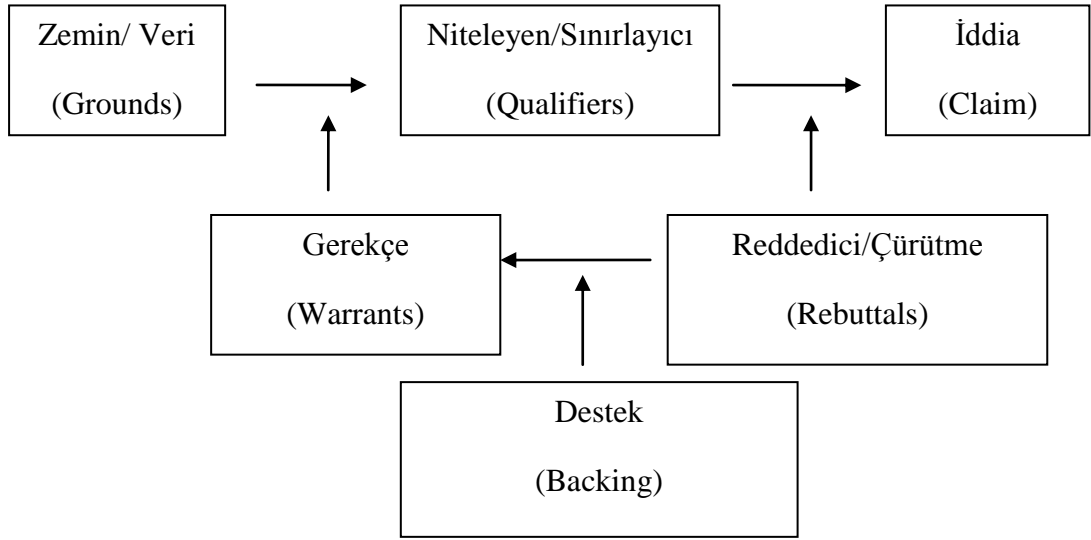 Zemin/ Veri
(Grounds)
Niteleyen/Sınırlayıcı
(Qualifiers)
İddia
(Claim)
Gerekçe
(Warrants)
Reddedici/Çürütme
(Rebuttals)
Destek
(Backing)